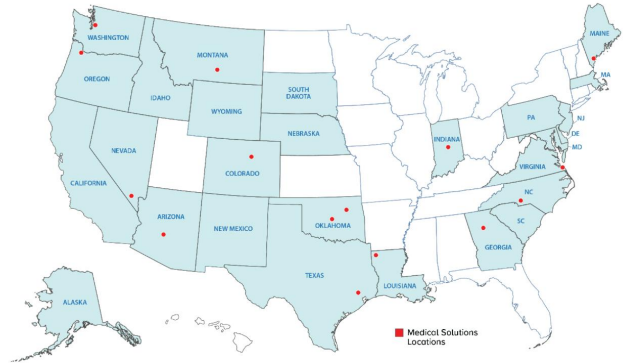 MAINE
WASHINGTON
MONTANA
MA
OREGON
SOUTH
DAKOTA
IDAHO
WYOMING
PA
NJ
NEBRASKA
DE
INDIANA
MD
NEVADA
COLORADO
VIRGINIA
CALIFORNIA
NC
ARIZONA
NEW MEXICO
OKLAHOMA
SC
GEORGIA
TEXAS
LOUISIANA
ALASKA
Medical Solutions
Locations